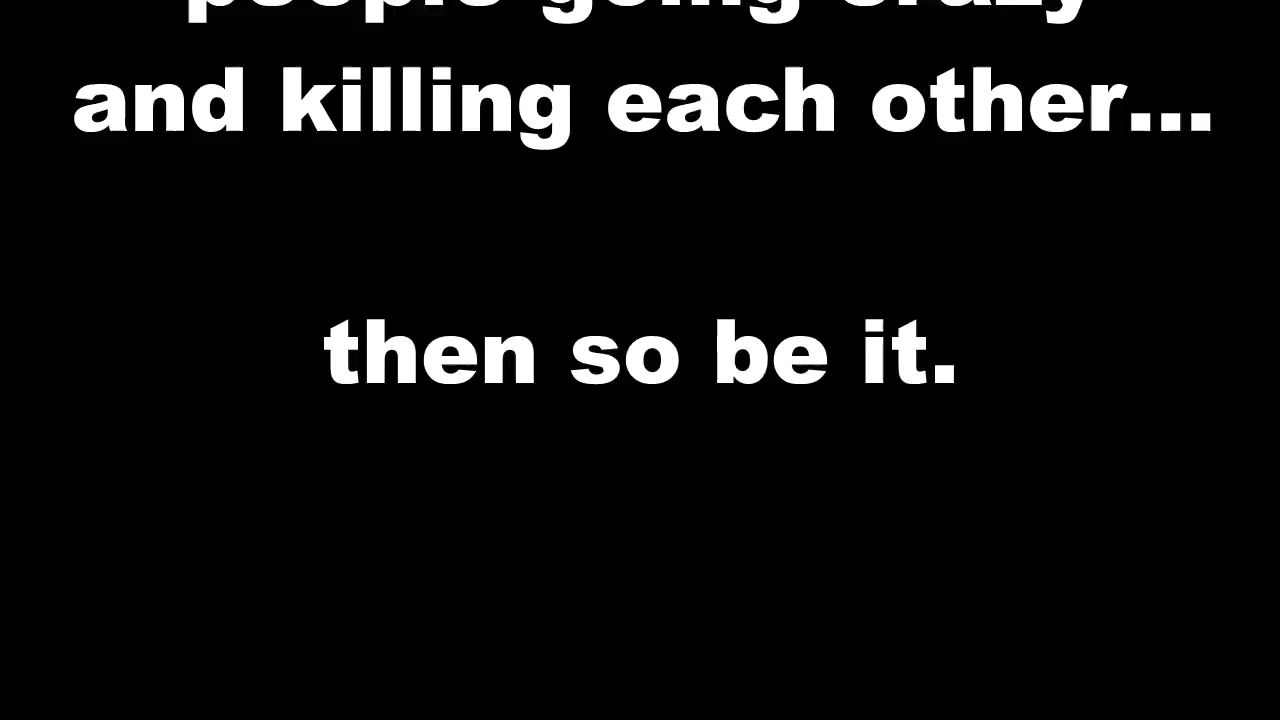 people going crazy
and killing each other...
then so be it.